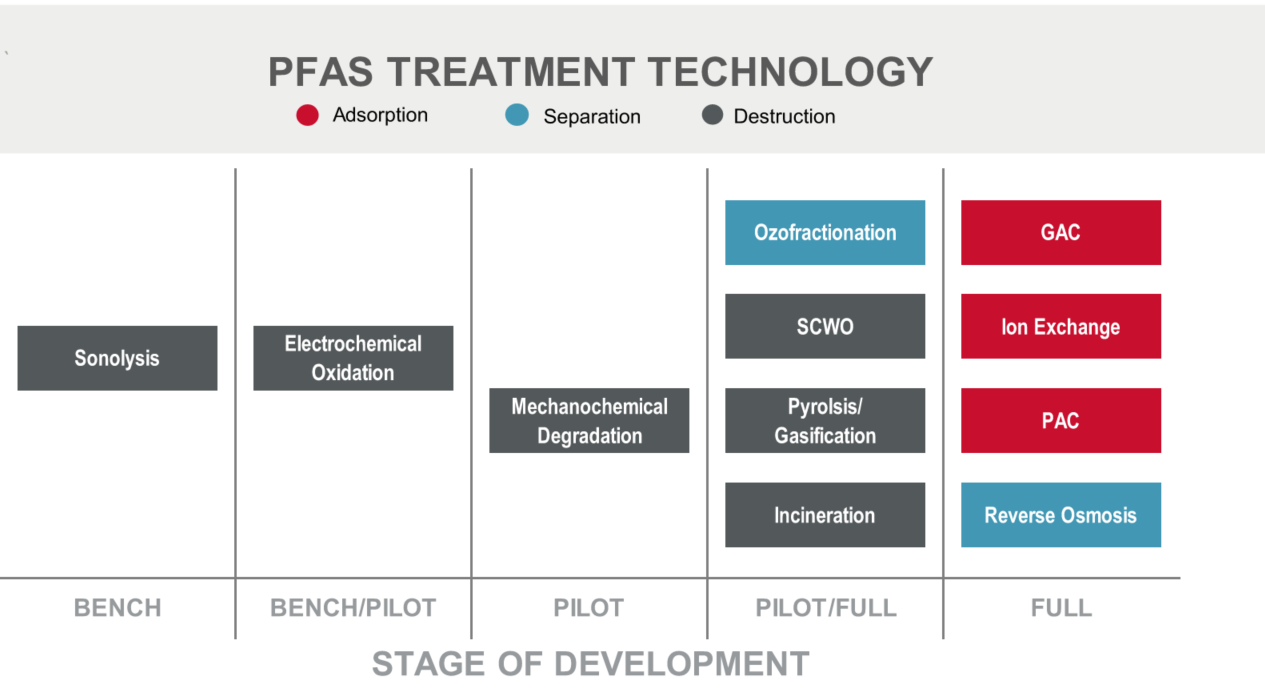 PFAS TREATMENT TECHNOLOGY
Adsorption
Separation
Destruction
Sonolysis
Electrochemical
Oxidation
Mechanochemical
Degradation
Ozofractionation
SCWO
Pyrolsis/
Gasification
Incineration
GAC
Ion Exchange
PAC
Reverse Osmosis
BENCH
BENCH/PILOT
PILOT
PILOT/FULL
FULL
STAGE OF DEVELOPMENT